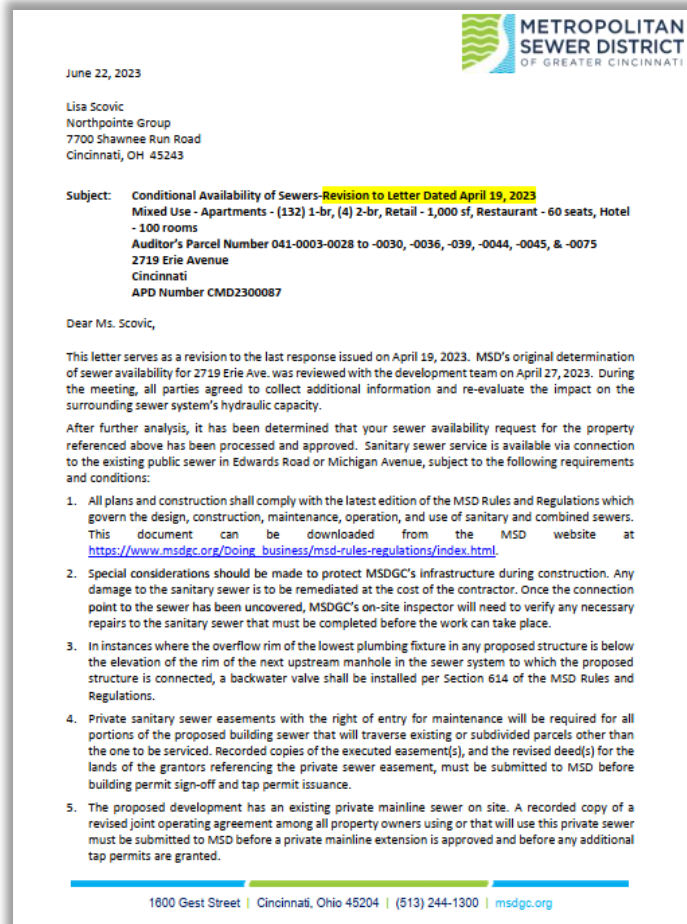 METROPOLITAN
SEWER DISTRICT
OF GREATER CINCINNATI
June 22, 2023
Lisa Scovic
Northpointe Group
7700 Shawnee Run Road
Cincinnati, OH 45243
Subject: Conditional Availability of Sewers-Revision to Letter Dated April 19, 2023
Mixed Use - Apartments - (132) 1-br, (4) 2-br, Retail - 1,000 sf, Restaurant - 60 seats, Hotel
- 100 rooms
Auditor's Parcel Number 041-0003-0028 to -0030, -0036, -039, -0044, -0045, & -0075
2719 Erie Avenue
Cincinnati
APD Number CMD2300087
Dear Ms. Scovic,
This letter serves as a revision to the last response issued on April 19, 2023. MSD's original determination
of sewer availability for 2719 Erie Ave. was reviewed with the development team on April 27, 2023. During
the meeting, all parties agreed to collect additional information and re-evaluate the impact on the
surrounding sewer system's hydraulic capacity.
After further analysis, it has been determined that your sewer availability request for the property
referenced above has been processed and approved. Sanitary sewer service is available via connection
to the existing public sewer in Edwards Road or Michigan Avenue, subject to the following requirements
and conditions:
1. All plans and construction shall comply with the latest edition of the MSD Rules and Regulations which
govern the design, construction, maintenance, operation, and use of sanitary and combined sewers.
This document can be downloaded from the MSD website at
https://www.msdgc.org/Doing_business/msd-rules-regulations/index.html.
2. Special considerations should be made to protect MSDGC's infrastructure during construction. Any
damage to the sanitary sewer is to be remediated at the cost of the contractor. Once the connection
point to the sewer has been uncovered, MSDGC's on-site inspector will need to verify any necessary
repairs to the sanitary sewer that must be completed before the work can take place.
3. In instances where the overflow rim of the lowest plumbing fixture in any proposed structure is below
the elevation of the rim of the next upstream manhole in the sewer system to which the proposed
structure is connected, a backwater valve shall be installed per Section 614 of the MSD Rules and
Regulations.
4. Private sanitary sewer easements with the right of entry for maintenance will be required for all
portions of the proposed building sewer that will traverse existing or subdivided parcels other than
the one to be serviced. Recorded copies of the executed easement(s), and the revised deed(s) for the
lands of the grantors referencing the private sewer easement, must be submitted to MSD before
building permit sign-off and tap permit issuance.
5. The proposed development has an existing private mainline sewer on site. A recorded copy of a
revised joint operating agreement among all property owners using or that will use this private sewer
must be submitted to MSD before a private mainline extension is approved and before any additional
tap permits are granted.
1600 Gest Street | Cincinnati, Ohio 45204 | (513) 244-1300 | msdgc.org